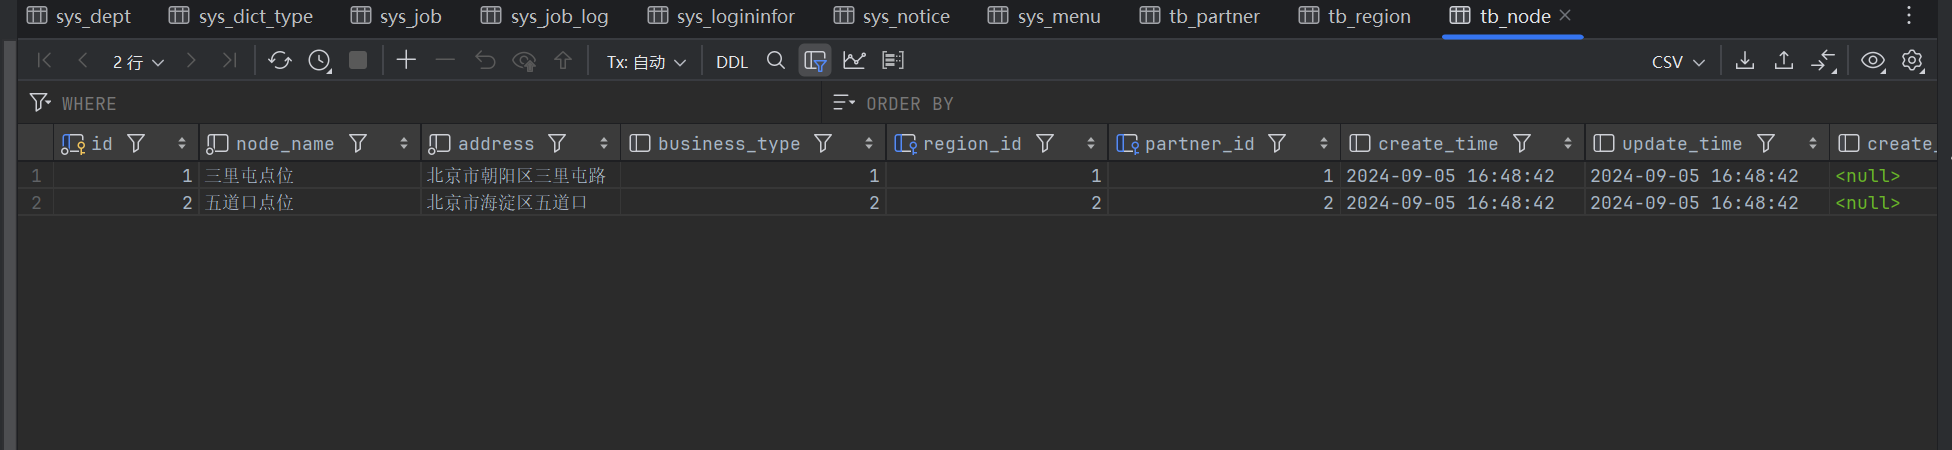 sys_dept sys_dict_type sys_job sys_job_log sys_logininfor sys_notice sys_menu tb_partner tb_region tb_node
2 行 Tx: 自动 DDL CSV
WHERE ORDER BY
id node_name address business_type region_id partner_id create_time update_time create_
1 1 三里屯点位 北京市朝阳区三里屯路 1 1 1 2024-09-05 16:48:42 2024-09-05 16:48:42 <null>
2 2 五道口点位 北京市海淀区五道口 2 2 2 2024-09-05 16:48:42 2024-09-05 16:48:42 <null>